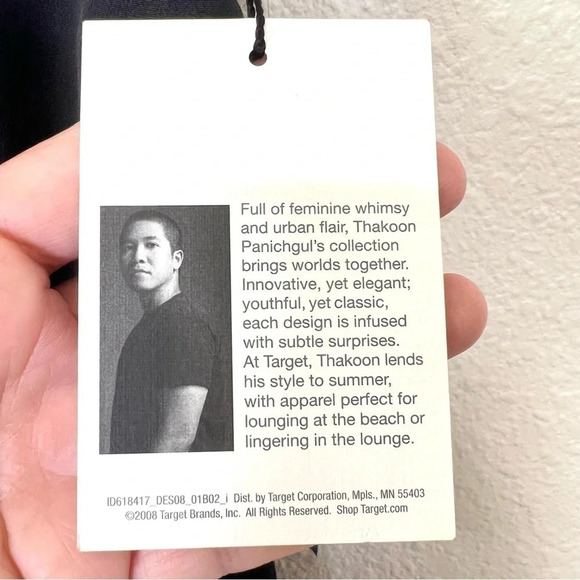 Full of feminine whimsy
and urban flair, Thakoon
Panichgul's collection
brings worlds together.
Innovative, yet elegant;
youthful, yet classic,
each design is infused
with subtle surprises.
At Target, Thakoon lends
his style to summer,
with apparel perfect for
lounging at the beach or
lingering in the lounge.
ID618417_DES08_01B02_i Dist. by Target Corporation, Mpls., MN 55403
©2008 Target Brands, Inc. All Rights Reserved. Shop Target.com